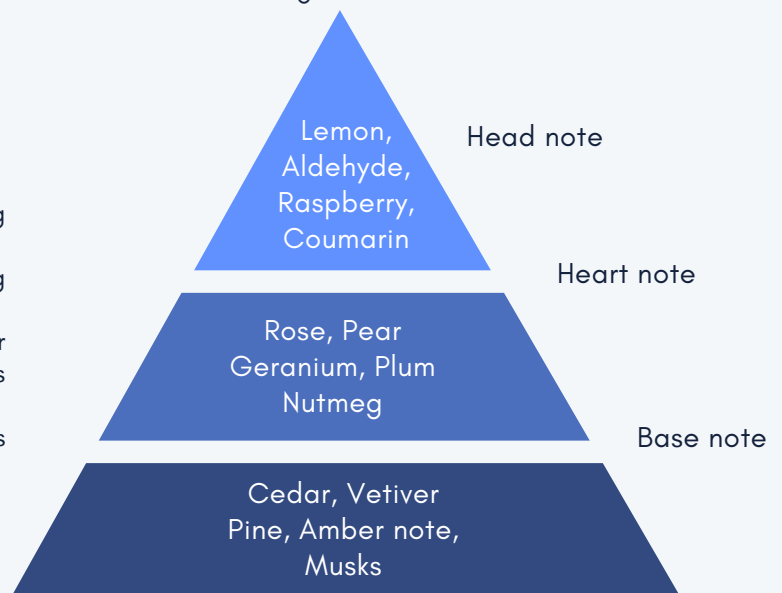 Lemon,
Aldehyde,
Raspberry,
Coumarin
Head note
Heart note
Rose, Pear
Geranium, Plum
Nutmeg
Base note
Cedar, Vetiver
Pine, Amber note,
Musks